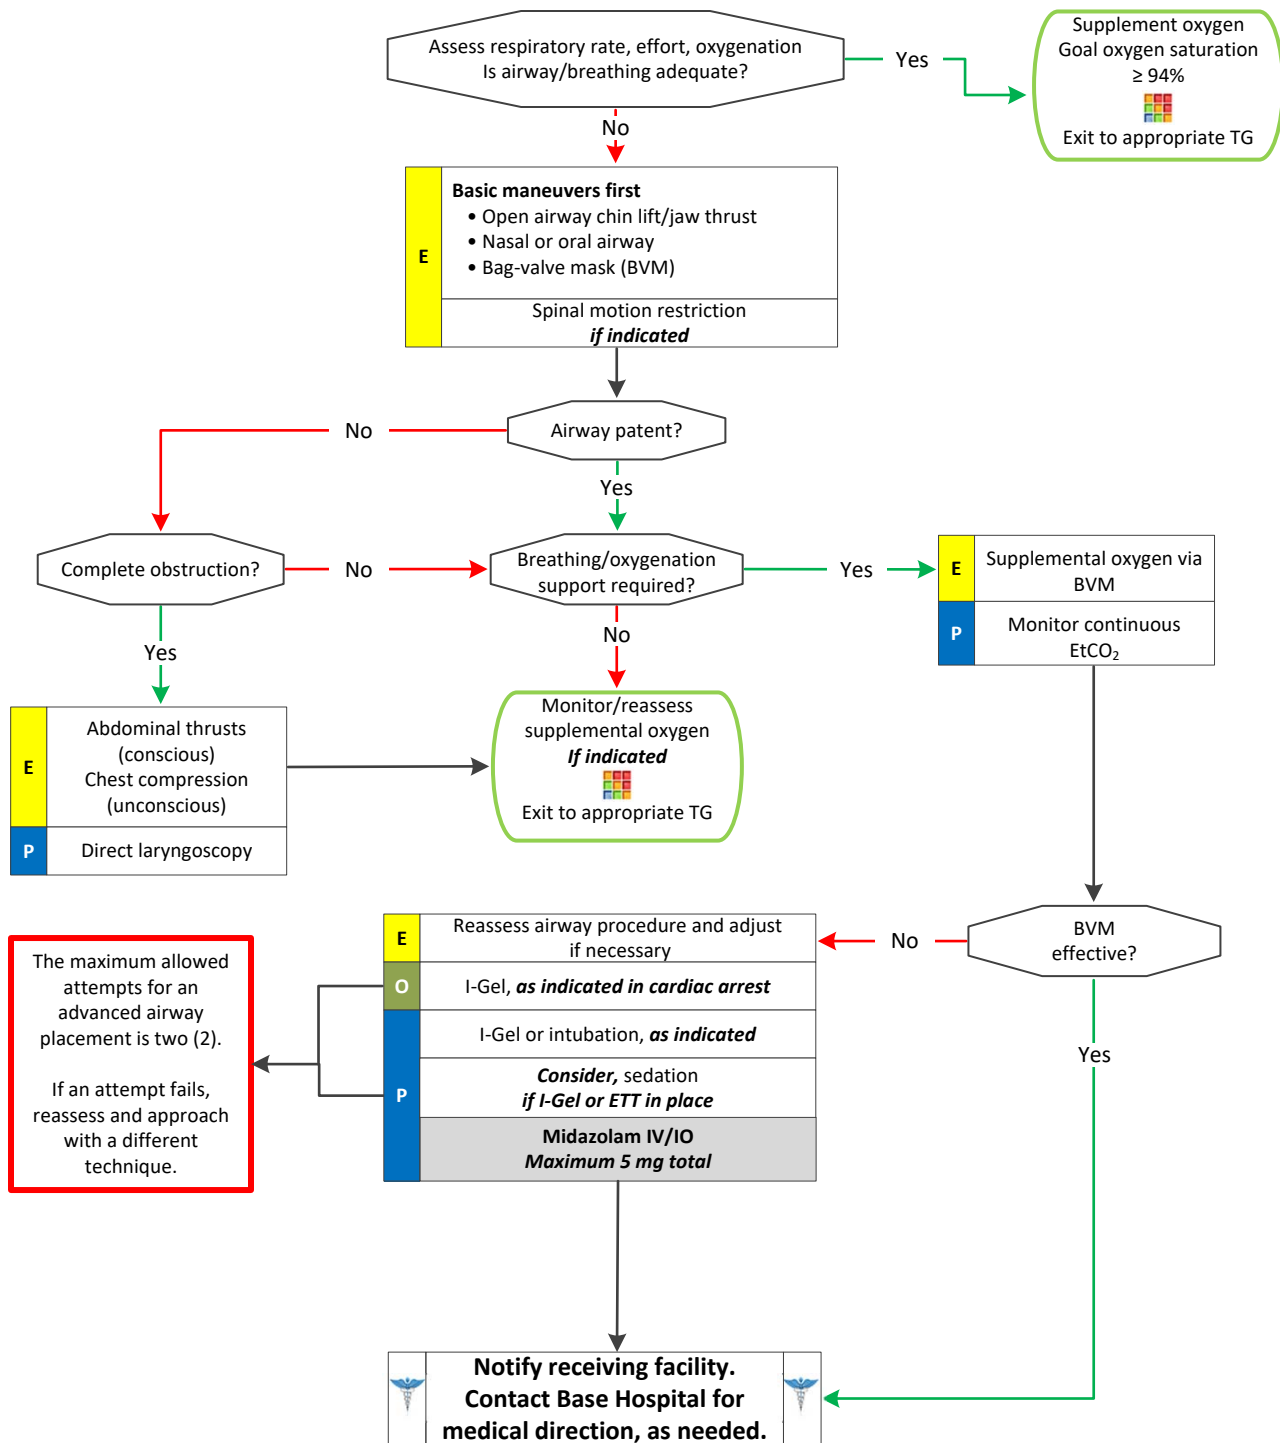 Assess respiratory rate, effort, oxygenation
Is airway/breathing adequate?
Yes
Supplement oxygen
Goal oxygen saturation
≥ 94%
Exit to appropriate TG
No
E
Basic maneuvers first
• Open airway chin lift/jaw thrust
• Nasal or oral airway
• Bag-valve mask (BVM)
Spinal motion restriction
if indicated
Airway patent?
No
Yes
Complete obstruction?
No
Breathing/oxygenation
support required?
Yes
E
Supplemental oxygen via
BVM
P
Monitor continuous
EtCO₂
Yes
No
E
Abdominal thrusts
(conscious)
Chest compression
(unconscious)
P
Direct laryngoscopy
Monitor/reassess
supplemental oxygen
If indicated
Exit to appropriate TG
BVM
effective?
No
Yes
E
Reassess airway procedure and adjust
if necessary
O
I-Gel, as indicated in cardiac arrest
P
I-Gel or intubation, as indicated
Consider, sedation
if I-Gel or ETT in place
Midazolam IV/IO
Maximum 5 mg total
The maximum allowed
attempts for an
advanced airway
placement is two (2).
If an attempt fails,
reassess and approach
with a different
technique.
Notify receiving facility.
Contact Base Hospital for
medical direction, as needed.